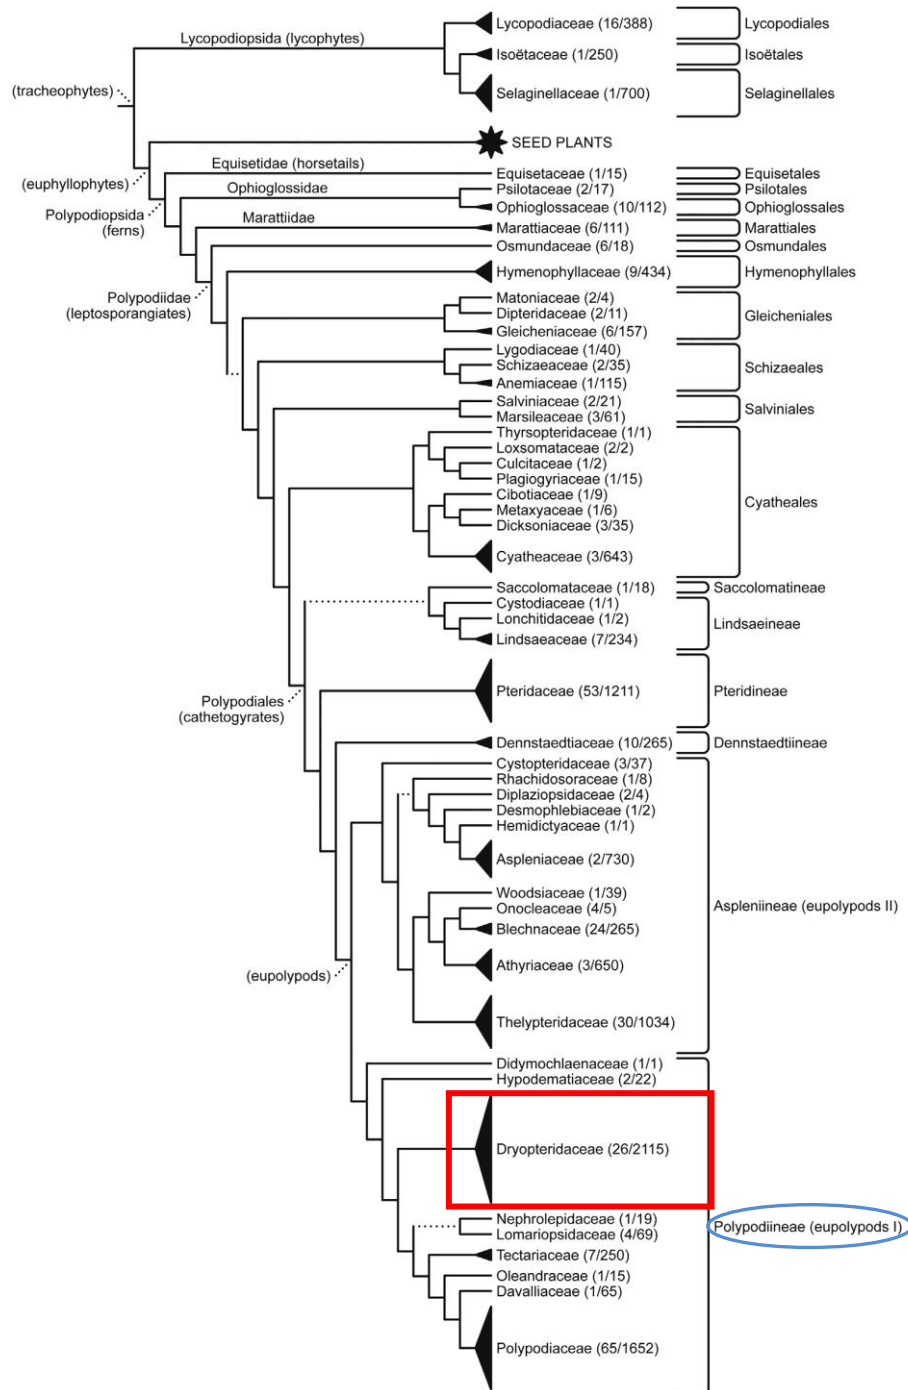 Lycopodiopsida (lycophytes)
Lycopodiaceae (16/388)
Lycopodiales
Isoëtaceae (1/250)
Isoëtales
(tracheophytes)
Selaginellaceae (1/700)
Selaginellales
SEED PLANTS
(euphyllophytes)
Equisetidae (horsetails)
Equisetaceae (1/15)
Equisetales
Ophioglossidae
Psilotaceae (2/17)
Psilotales
Ophioglossaceae (10/112)
Ophioglossales
Polypodiopsida
(ferns)
Marattiidae
Marattiaceae (6/111)
Marattiales
Osmundaceae (6/18)
Osmundales
Hymenophyllaceae (9/434)
Hymenophyllales
Polypodiidae
(leptosporangiates)
Matoniaceae (2/4)
Dipteridaceae (2/11)
Gleicheniaceae (6/157)
Gleicheniales
Lygodiaceae (1/40)
Schizaeaceae (2/35)
Anemiaceae (1/115)
Schizaeales
Salviniaceae (2/21)
Marsileaceae (3/61)
Salviniales
Thyrsopteridaceae (1/1)
Loxsomataceae (2/2)
Culcitaceae (1/2)
Plagiogyriaceae (1/15)
Cibotiaceae (1/9)
Metaxyaceae (1/6)
Dicksoniaceae (3/35)
Cyatheaceae (3/643)
Cyatheales
Saccolomataceae (1/18)
Saccolomatineae
Cystodiaceae (1/1)
Lonchitidaceae (1/2)
Lindsaeaceae (7/234)
Lindsaeineae
Polypodiales
(cathetogyrates)
Pteridaceae (53/1211)
Pteridineae
Dennstaedtiaceae (10/265)
Dennstaedtiineae
Cystopteridaceae (3/37)
Rhachidosoraceae (1/8)
Diplaziopsidaceae (2/4)
Desmophlebiaceae (1/2)
Hemidictyaceae (1/1)
Aspleniaceae (2/730)
Woodsiaceae (1/39)
Onocleaceae (4/5)
Blechnaceae (24/265)
Athyriaceae (3/650)
Thelypteridaceae (30/1034)
Aspleniineae (eupolypods II)
(eupolypods)
Didymochlaenaceae (1/1)
Hypodematiaceae (2/22)
Dryopteridaceae (26/2115)
Nephrolepidaceae (1/19)
Lomariopsidaceae (4/69)
Tectariaceae (7/250)
Oleandraceae (1/15)
Davalliaceae (1/65)
Polypodiaceae (65/1652)
Polypodiineae (eupolypods I)